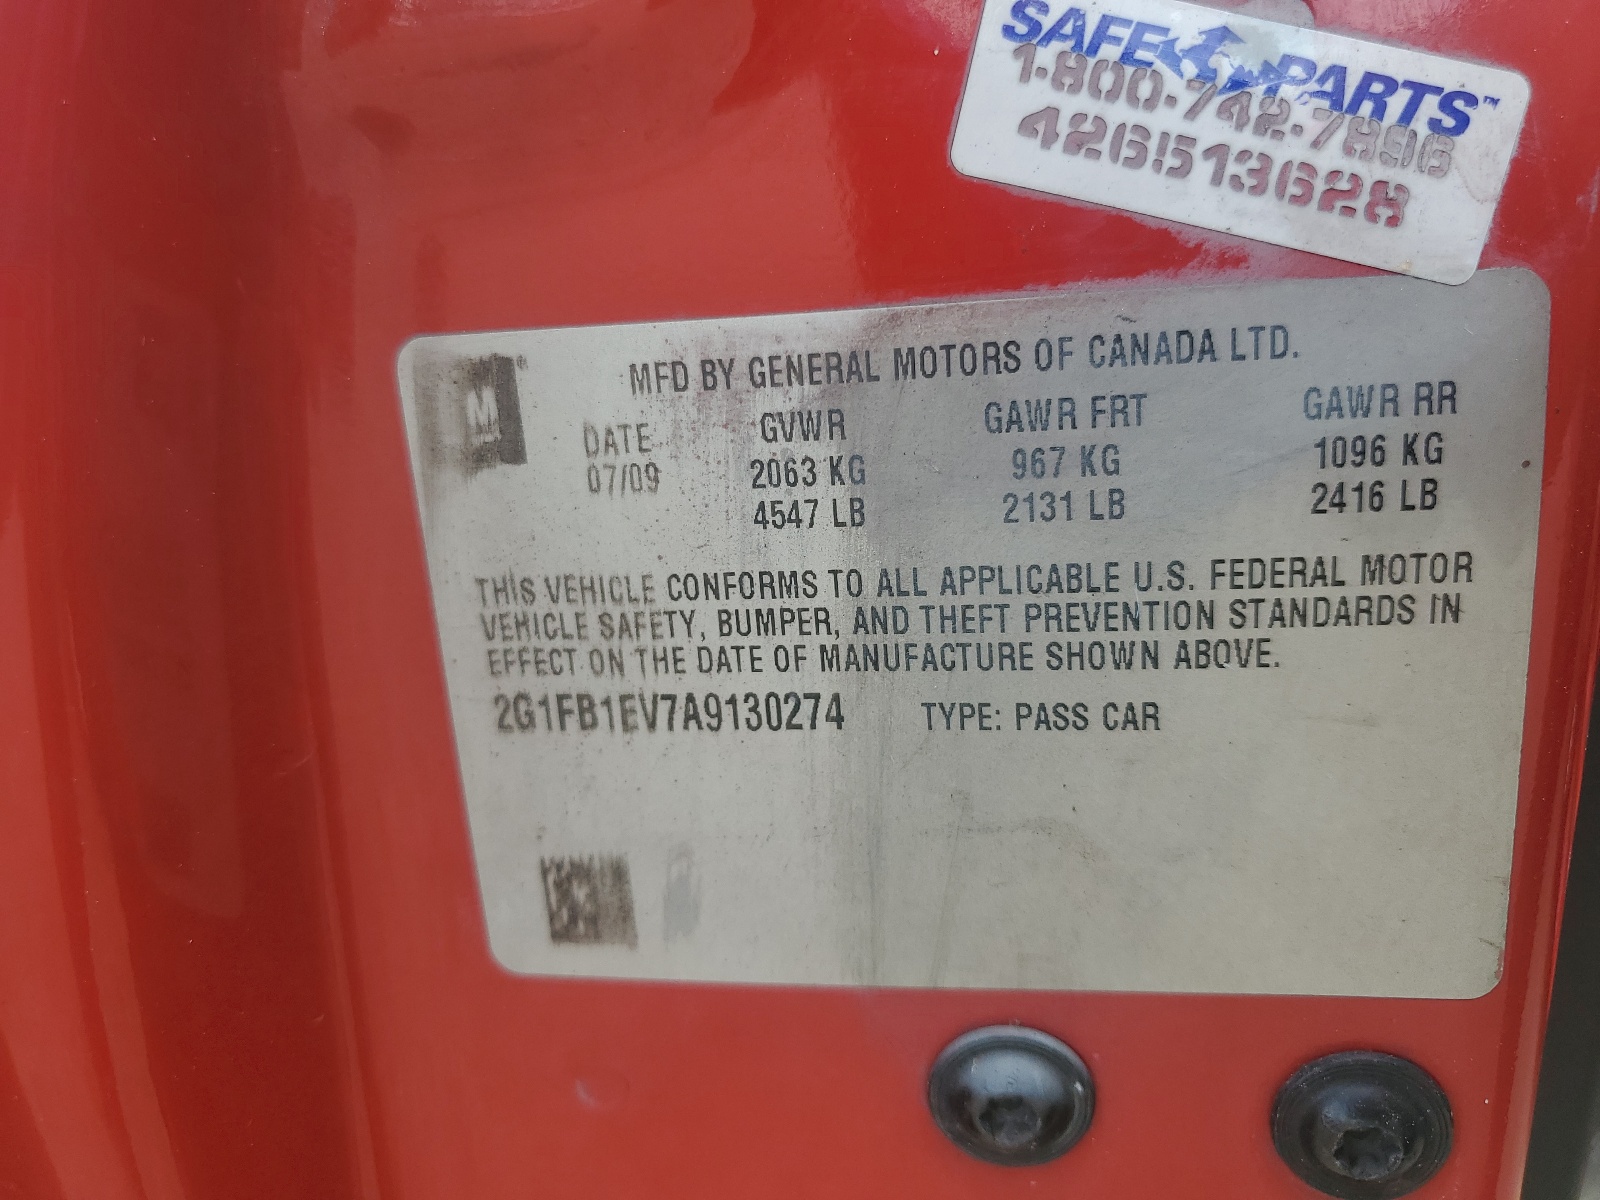 SAFE PARTS™
1-800-742-7896
426513628
MFD BY GENERAL MOTORS OF CANADA LTD.
DATE GVWR GAWR FRT GAWR RR
07/09 2063 KG 967 KG 1096 KG
4547 LB 2131 LB 2416 LB
THIS VEHICLE CONFORMS TO ALL APPLICABLE U.S. FEDERAL MOTOR
VEHICLE SAFETY, BUMPER, AND THEFT PREVENTION STANDARDS IN
EFFECT ON THE DATE OF MANUFACTURE SHOWN ABOVE.
2G1FB1EV7A9130274 TYPE: PASS CAR